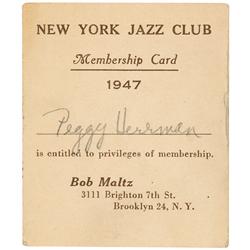 NEW YORK JAZZ CLUB
Membership Card
1947
Peggy Herrman
is entitled to privileges of membership.
Bob Maltz
3111 Brighton 7th St.
Brooklyn 24, N. Y.